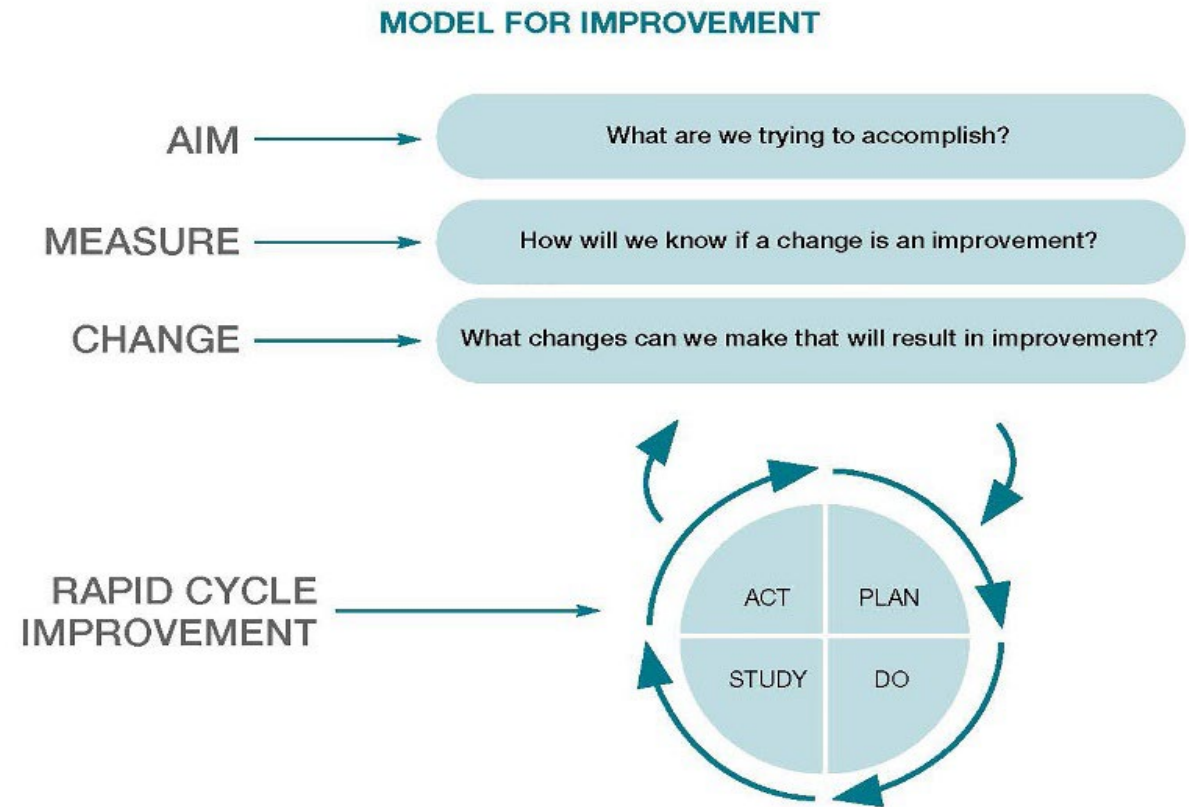 MODEL FOR IMPROVEMENT
AIM
What are we trying to accomplish?
MEASURE
How will we know if a change is an improvement?
CHANGE
What changes can we make that will result in improvement?
RAPID CYCLE
IMPROVEMENT
ACT
PLAN
STUDY
DO